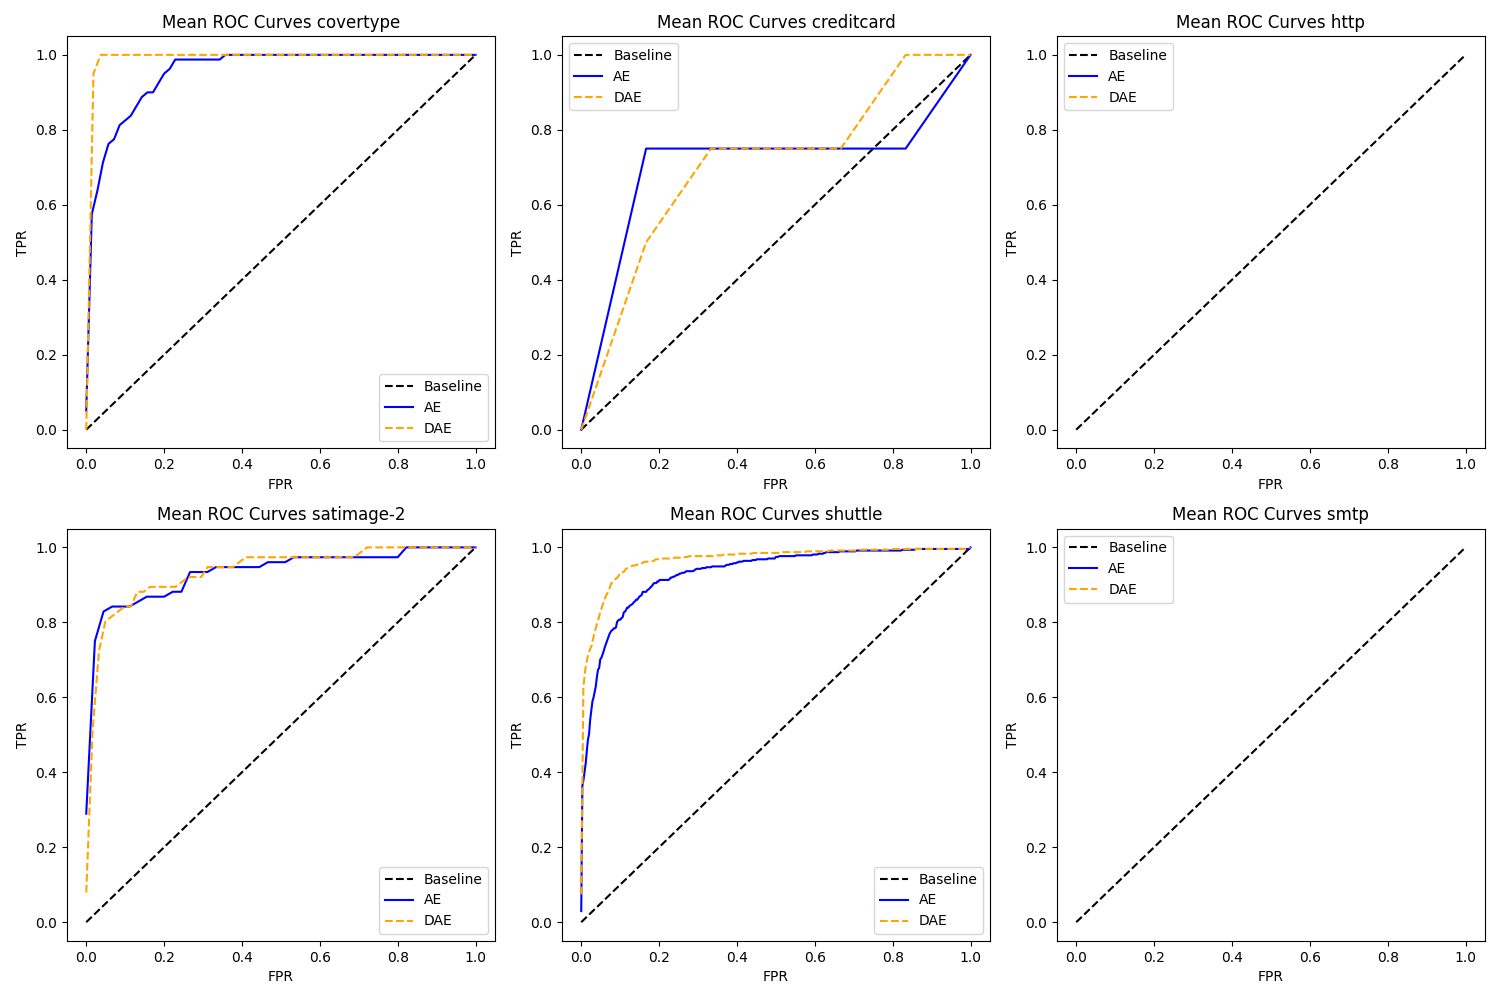 Mean ROC Curves covertype
TPR
1.0
0.8
0.6
0.4
0.2
0.0
Baseline
AE
DAE
0.0 0.2 0.4 0.6 0.8 1.0
FPR
Mean ROC Curves creditcard
TPR
1.0
0.8
0.6
0.4
0.2
0.0
Baseline
AE
DAE
0.0 0.2 0.4 0.6 0.8 1.0
FPR
Mean ROC Curves http
TPR
1.0
0.8
0.6
0.4
0.2
0.0
Baseline
AE
DAE
0.0 0.2 0.4 0.6 0.8 1.0
FPR
Mean ROC Curves satimage-2
TPR
1.0
0.8
0.6
0.4
0.2
0.0
Baseline
AE
DAE
0.0 0.2 0.4 0.6 0.8 1.0
FPR
Mean ROC Curves shuttle
TPR
1.0
0.8
0.6
0.4
0.2
0.0
Baseline
AE
DAE
0.0 0.2 0.4 0.6 0.8 1.0
FPR
Mean ROC Curves smtp
TPR
1.0
0.8
0.6
0.4
0.2
0.0
Baseline
AE
DAE
0.0 0.2 0.4 0.6 0.8 1.0
FPR